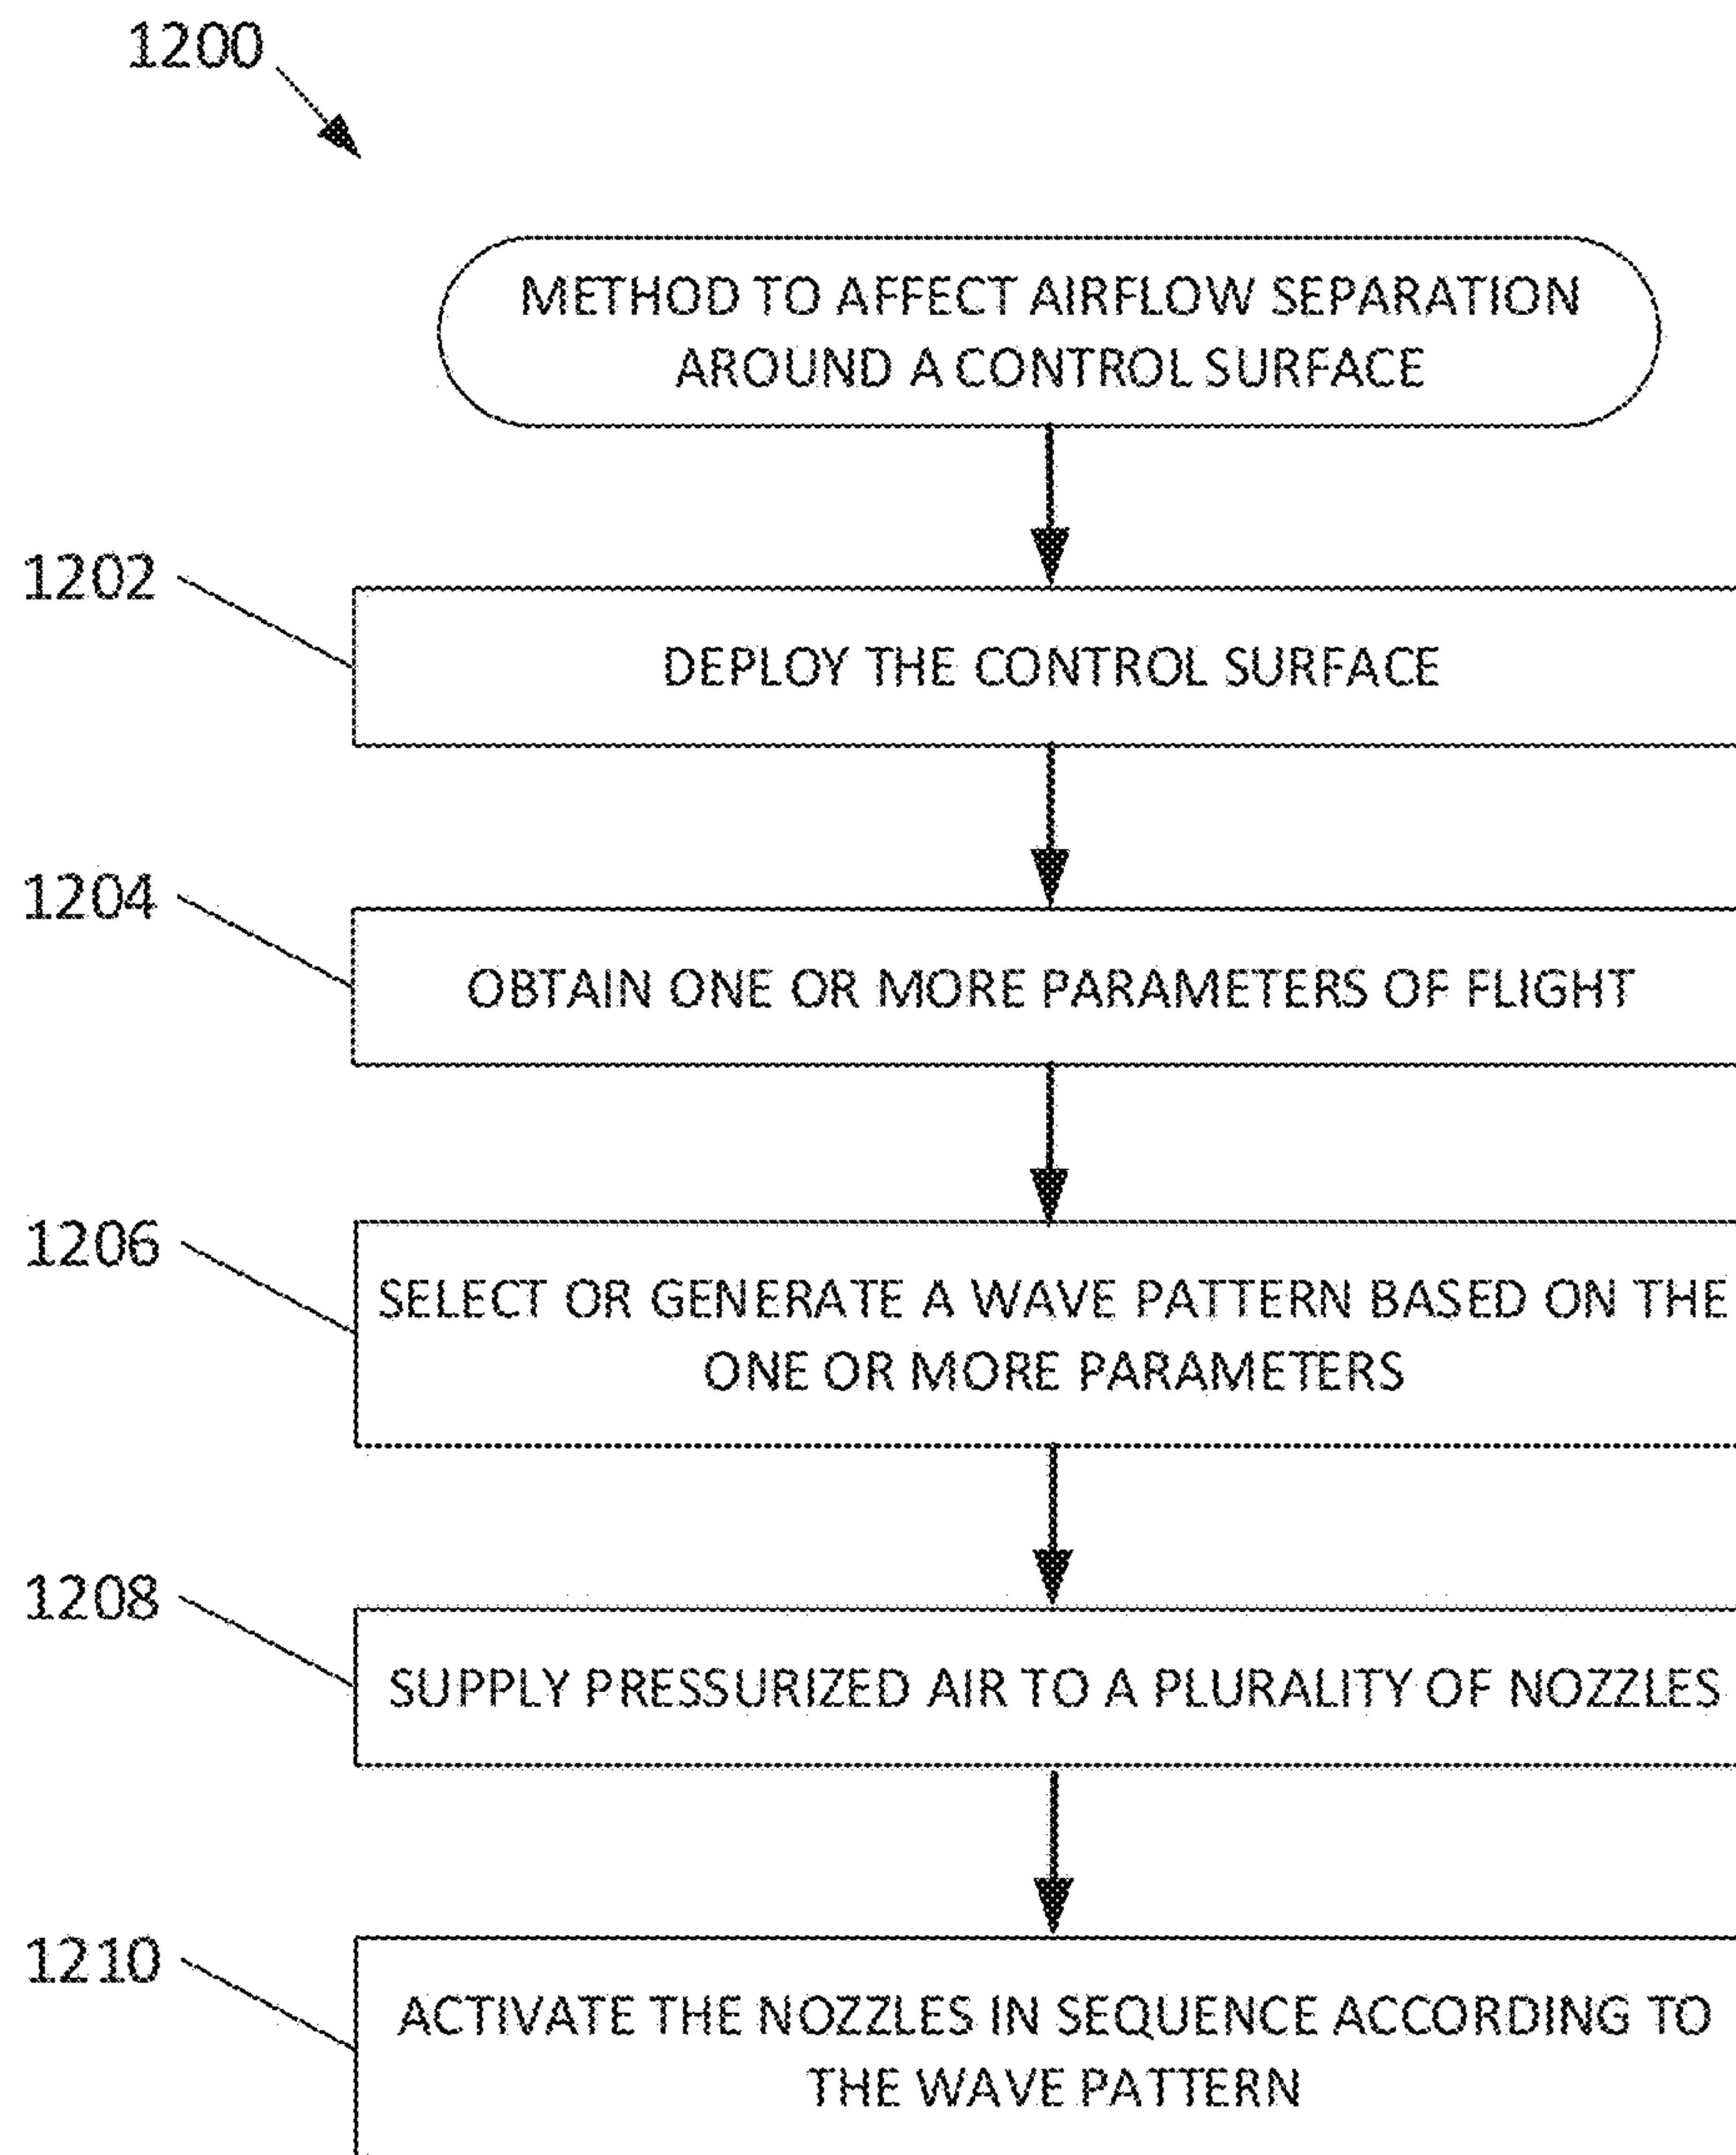 1200
METHOD TO AFFECT AIRFLOW SEPARATION
AROUND A CONTROL SURFACE
1202
DEPLOY THE CONTROL SURFACE
1204
OBTAIN ONE OR MORE PARAMETERS OF FLIGHT
1206
SELECT OR GENERATE A WAVE PATTERN BASED ON THE
ONE OR MORE PARAMETERS
1208
SUPPLY PRESSURIZED AIR TO A PLURALITY OF NOZZLES
1210
ACTIVATE THE NOZZLES IN SEQUENCE ACCORDING TO
THE WAVE PATTERN